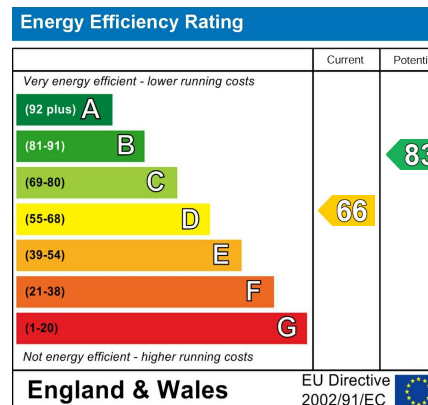 Energy Efficiency Rating
Current Potenti
Very energy efficient - lower running costs
(92 plus) A
(81-91) B
83
(69-80) C
(55-68) D
66
(39-54) E
(21-38) F
(1-20) G
Not energy efficient - higher running costs
England & Wales
EU Directive
2002/91/EC